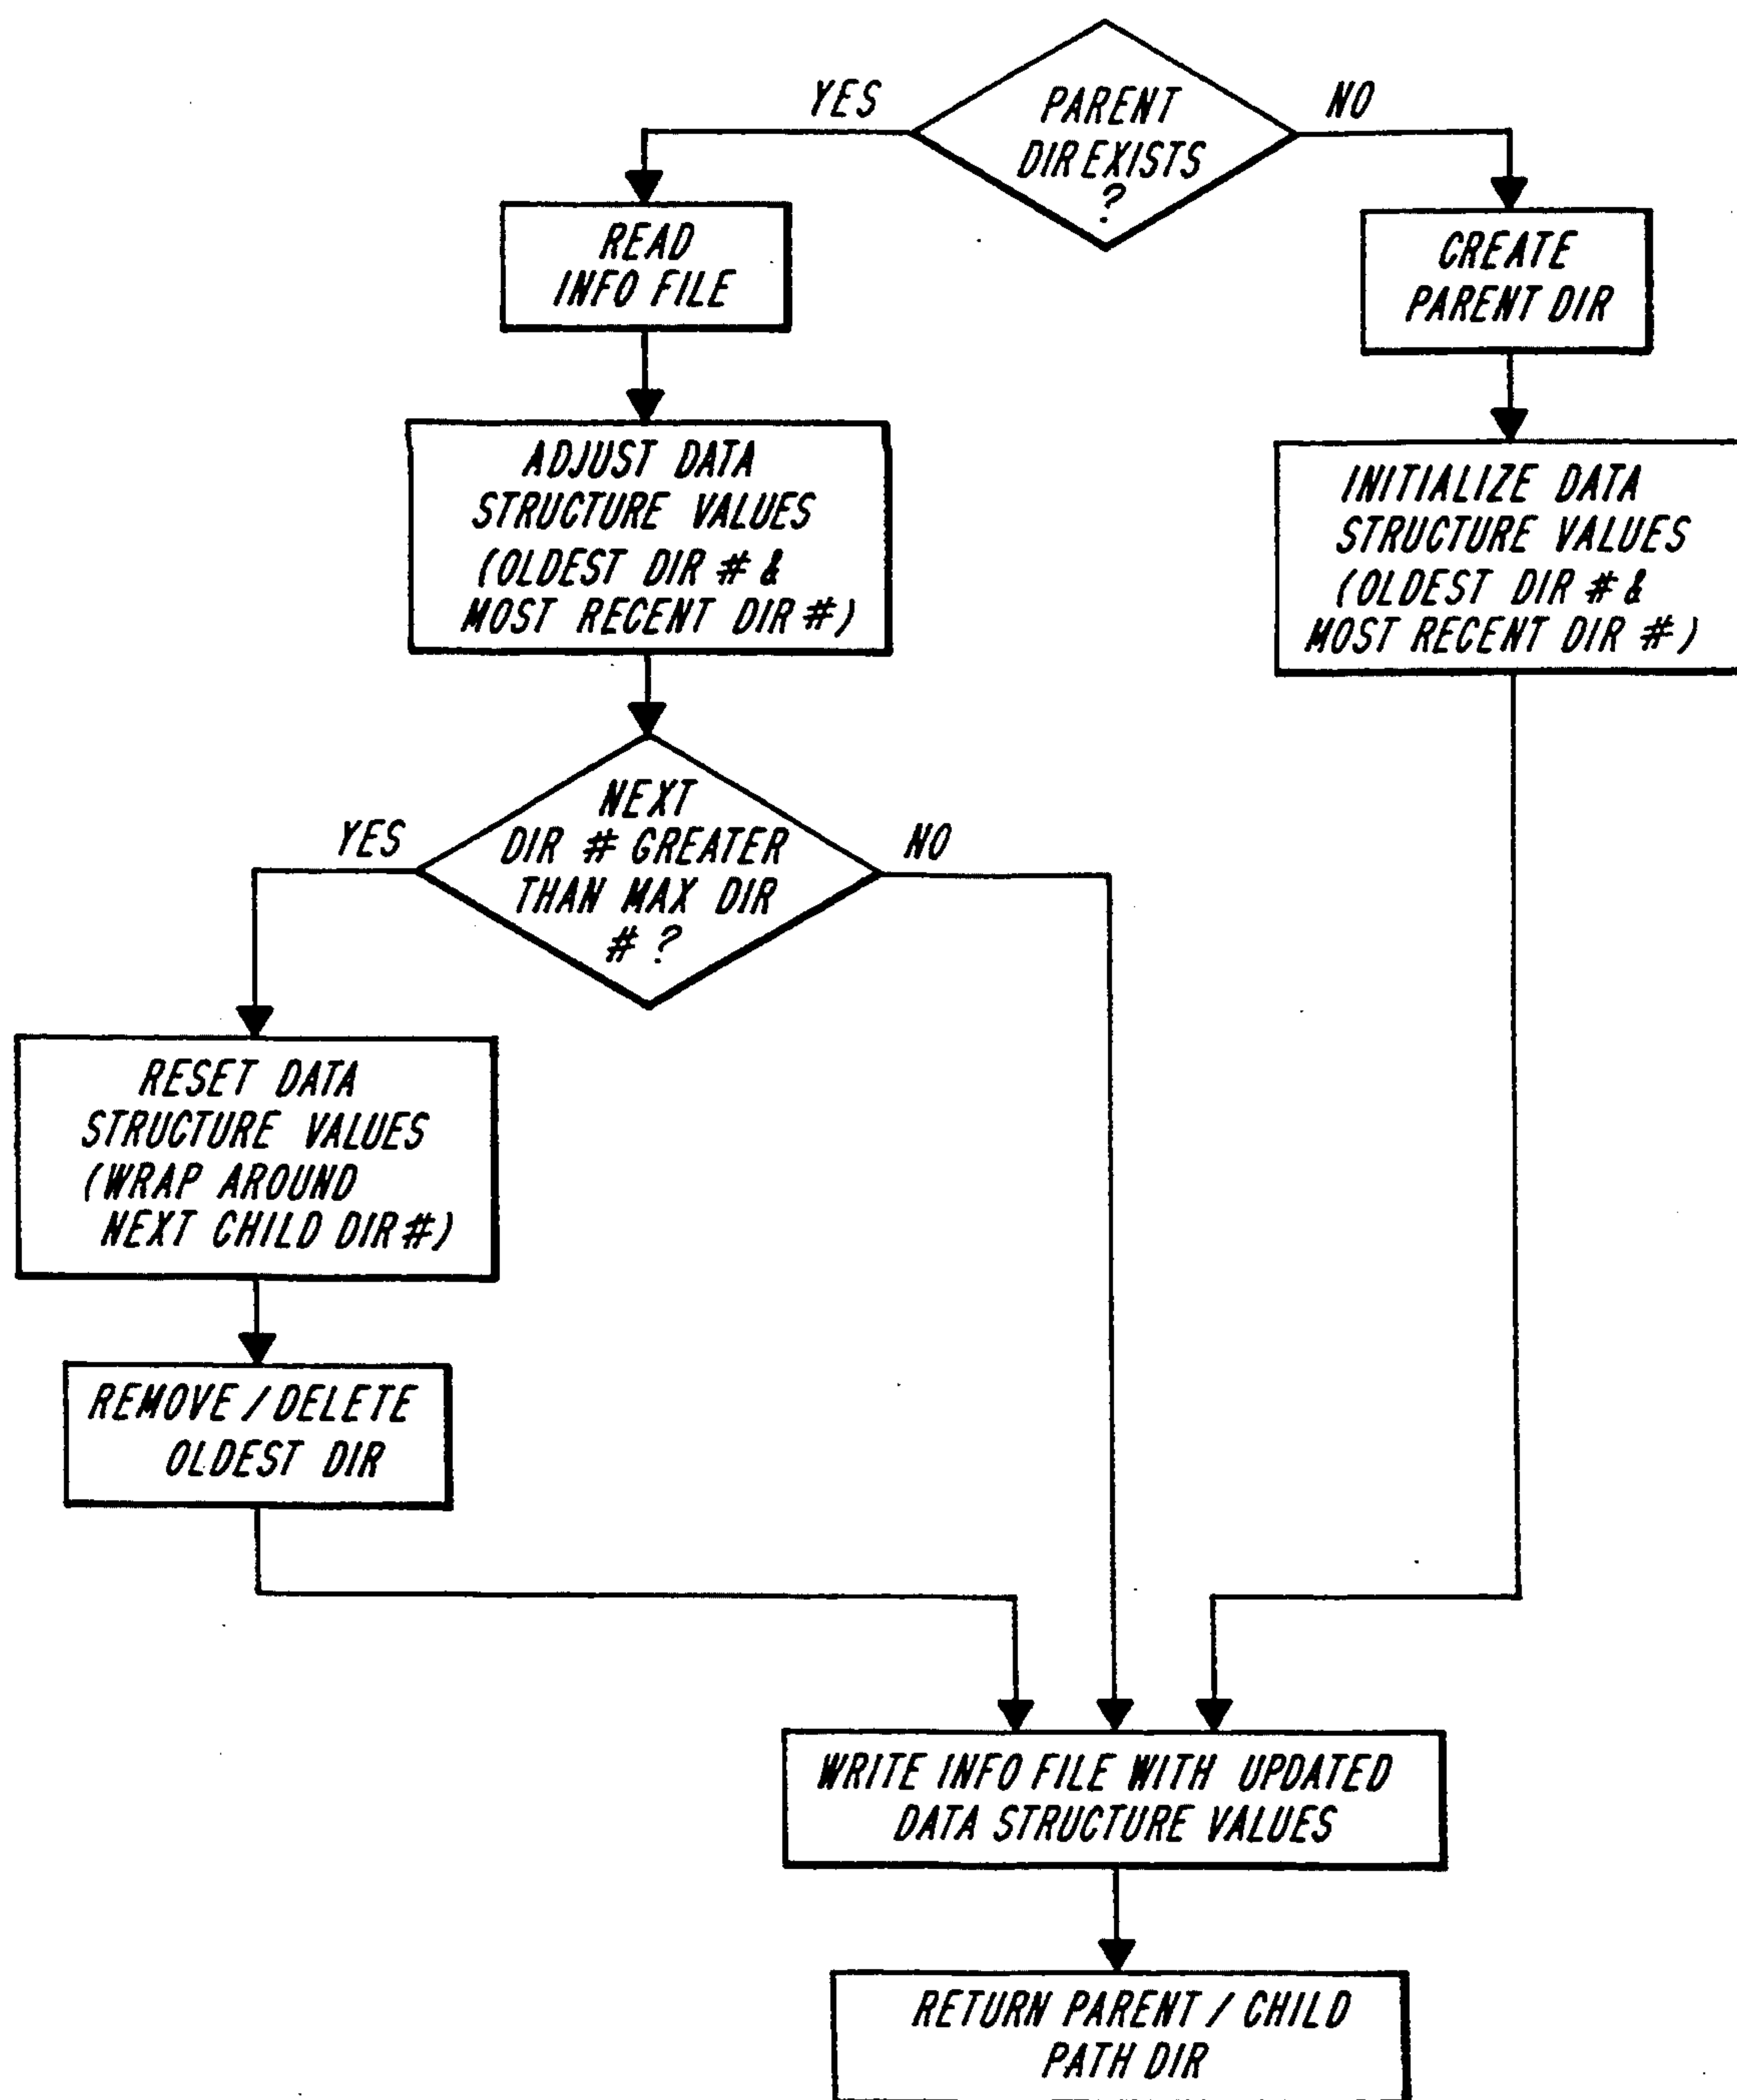 PARENT
DIR EXISTS
?
YES
NO
READ
INFO FILE
CREATE
PARENT DIR
ADJUST DATA
STRUCTURE VALUES
(OLDEST DIR # &
MOST RECENT DIR #)
INITIALIZE DATA
STRUCTURE VALUES
(OLDEST DIR # &
MOST RECENT DIR #)
NEXT
DIR # GREATER
THAN MAX DIR
# ?
YES
NO
RESET DATA
STRUCTURE VALUES
(WRAP AROUND
NEXT CHILD DIR #)
REMOVE / DELETE
OLDEST DIR
WRITE INFO FILE WITH UPDATED
DATA STRUCTURE VALUES
RETURN PARENT / CHILD
PATH DIR